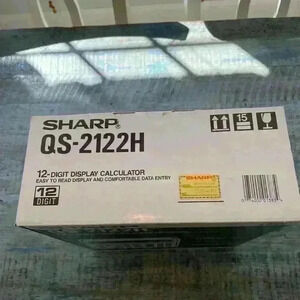 SHARP®
QS-2122H
12-DIGIT DISPLAY CALCULATOR
EASY TO READ DISPLAY AND COMFORTABLE DATA ENTRY
12
DIGIT
15
SHARP